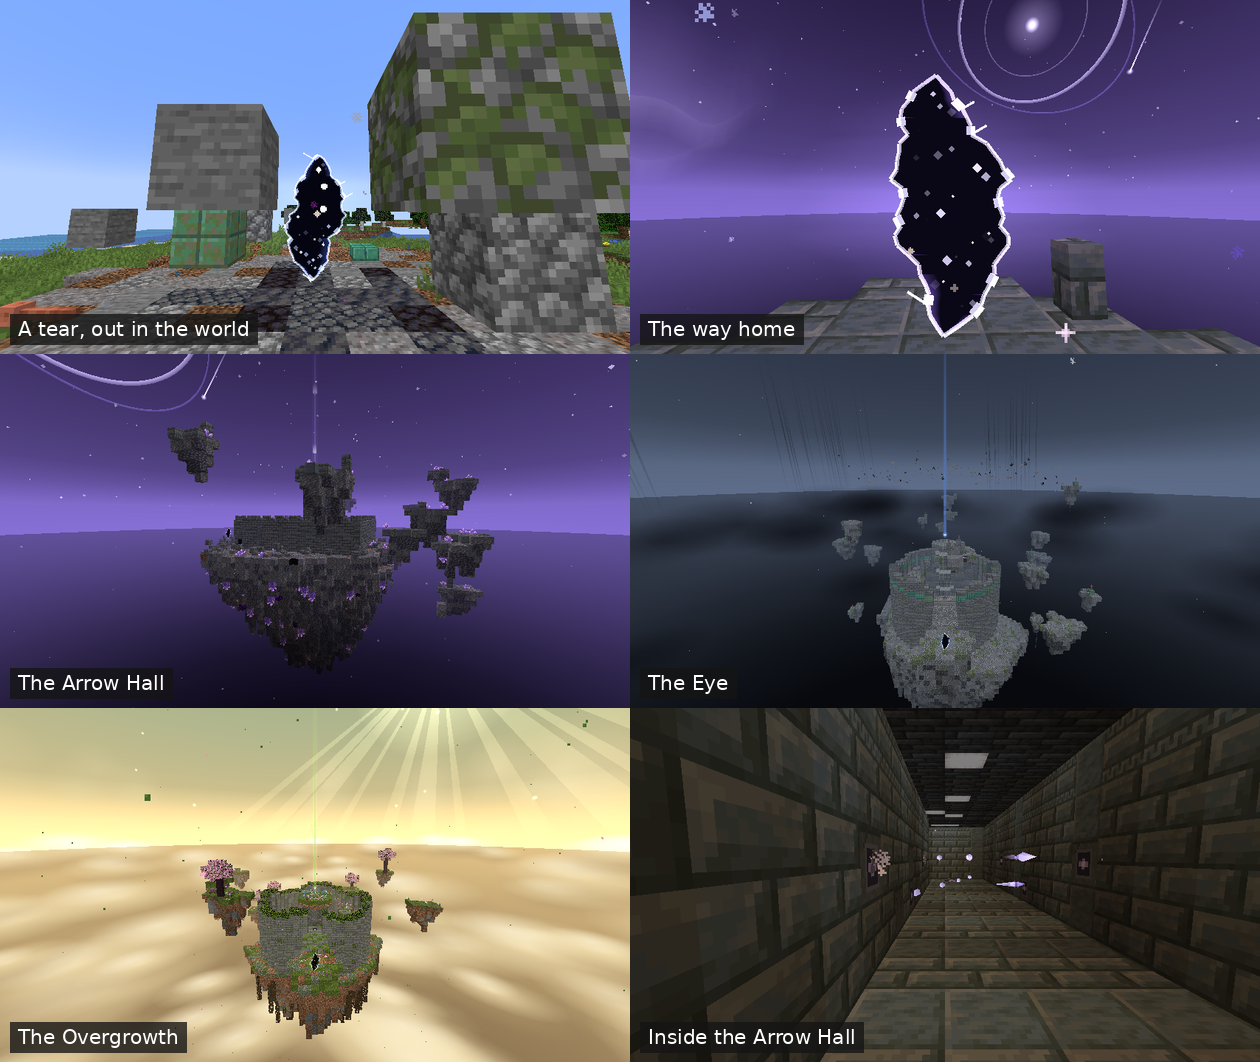 A tear, out in the world
The way home
The Arrow Hall
The Eye
The Overgrowth
Inside the Arrow Hall